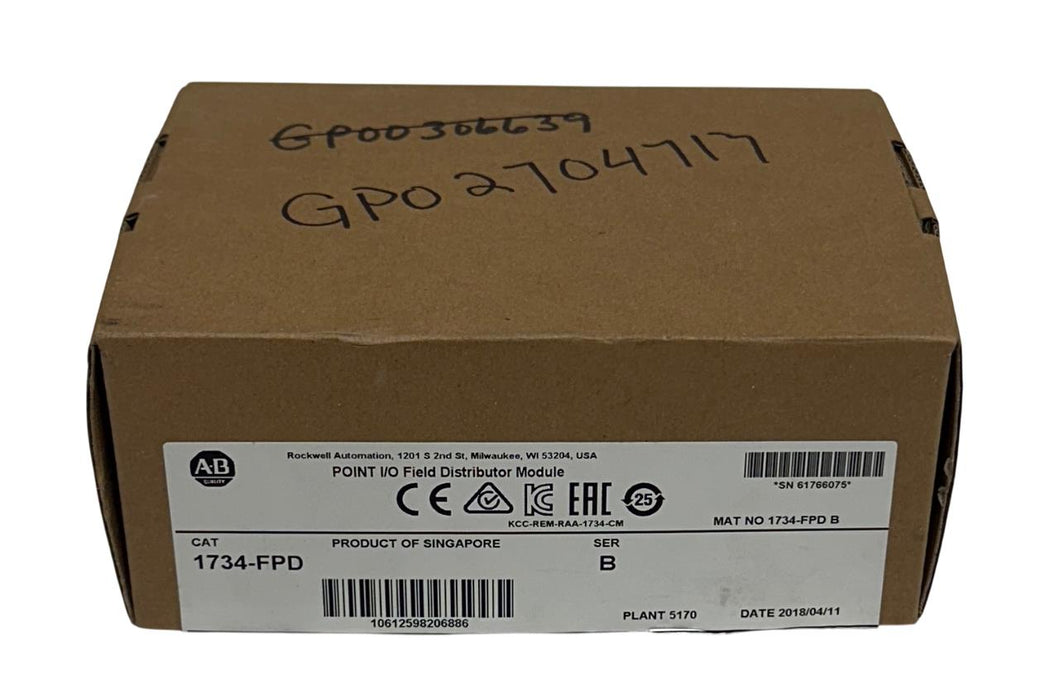 GP00306639
GP02704717
A-B
QUALITY
Rockwell Automation, 1201 S 2nd St, Milwaukee, WI 53204, USA
POINT I/O Field Distributor Module
*SN 61766075*
CE KC EAC 25
KCC-REM-RAA-1734-CM
MAT NO 1734-FPD B
CAT PRODUCT OF SINGAPORE SER
1734-FPD B
10612598206886
PLANT 5170 DATE 2018/04/11